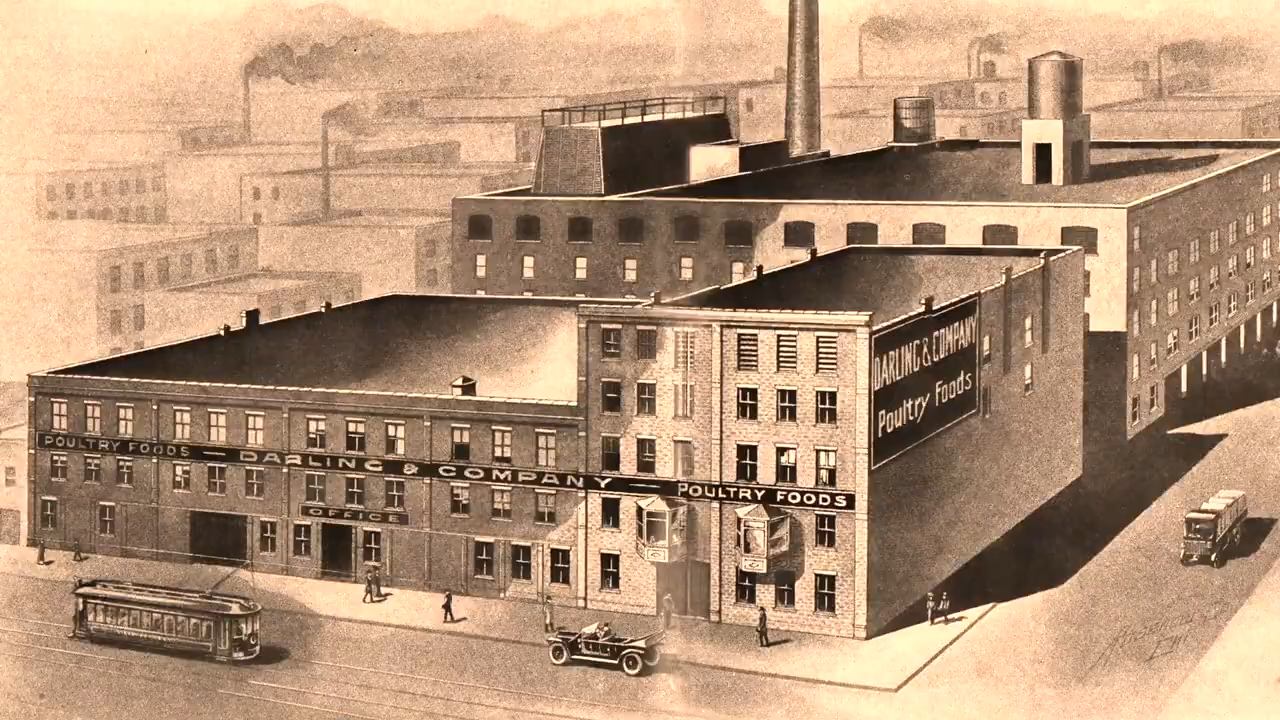 POULTRY FOODS — DARLING & COMPANY — POULTRY FOODS
OFFICE
DARLING & COMPANY
Poultry Foods